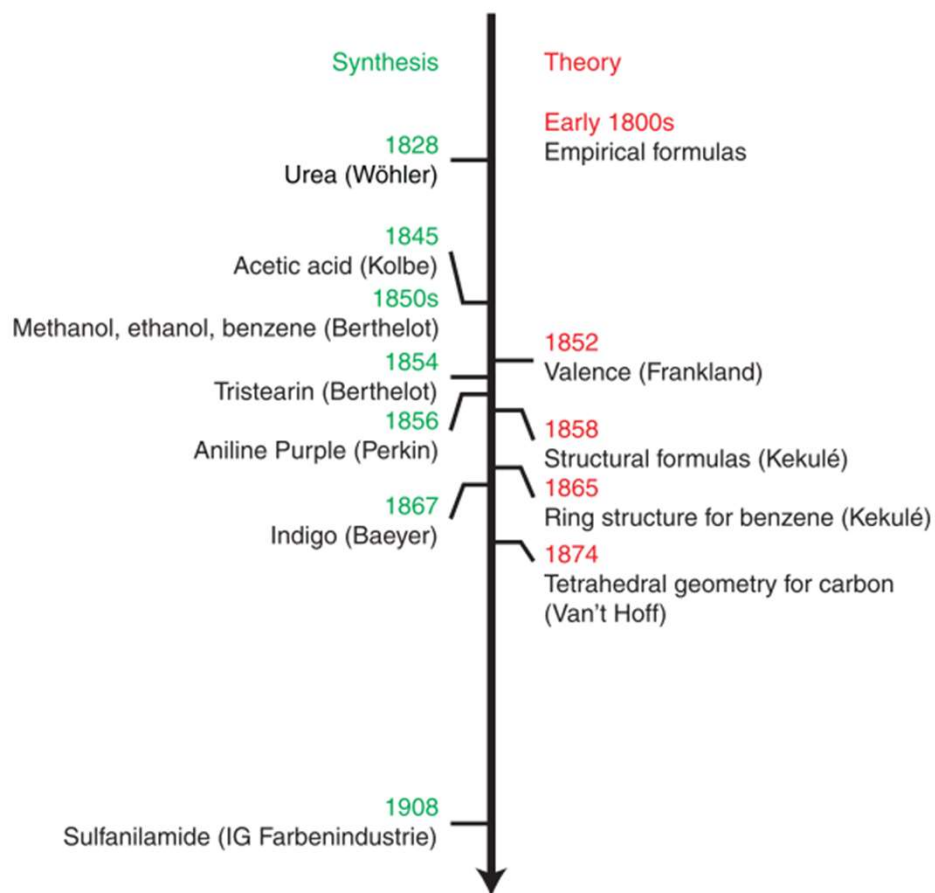 Synthesis
Theory
Early 1800s
Empirical formulas
1828
Urea (Wöhler)
1845
Acetic acid (Kolbe)
1850s
Methanol, ethanol, benzene (Berthelot)
1852
Valence (Frankland)
1854
Tristearin (Berthelot)
1856
Aniline Purple (Perkin)
1858
Structural formulas (Kekulé)
1865
Ring structure for benzene (Kekulé)
1867
Indigo (Baeyer)
1874
Tetrahedral geometry for carbon
(Van’t Hoff)
1908
Sulfanilamide (IG Farbenindustrie)